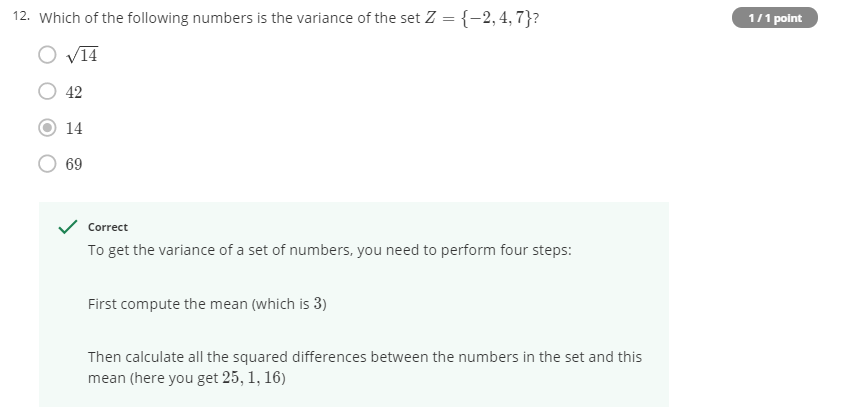 12. Which of the following numbers is the variance of the set Z = {−2, 4, 7}?
1 / 1 point
√14
42
14
69
Correct
To get the variance of a set of numbers, you need to perform four steps:
First compute the mean (which is 3)
Then calculate all the squared differences between the numbers in the set and this
mean (here you get 25, 1, 16)